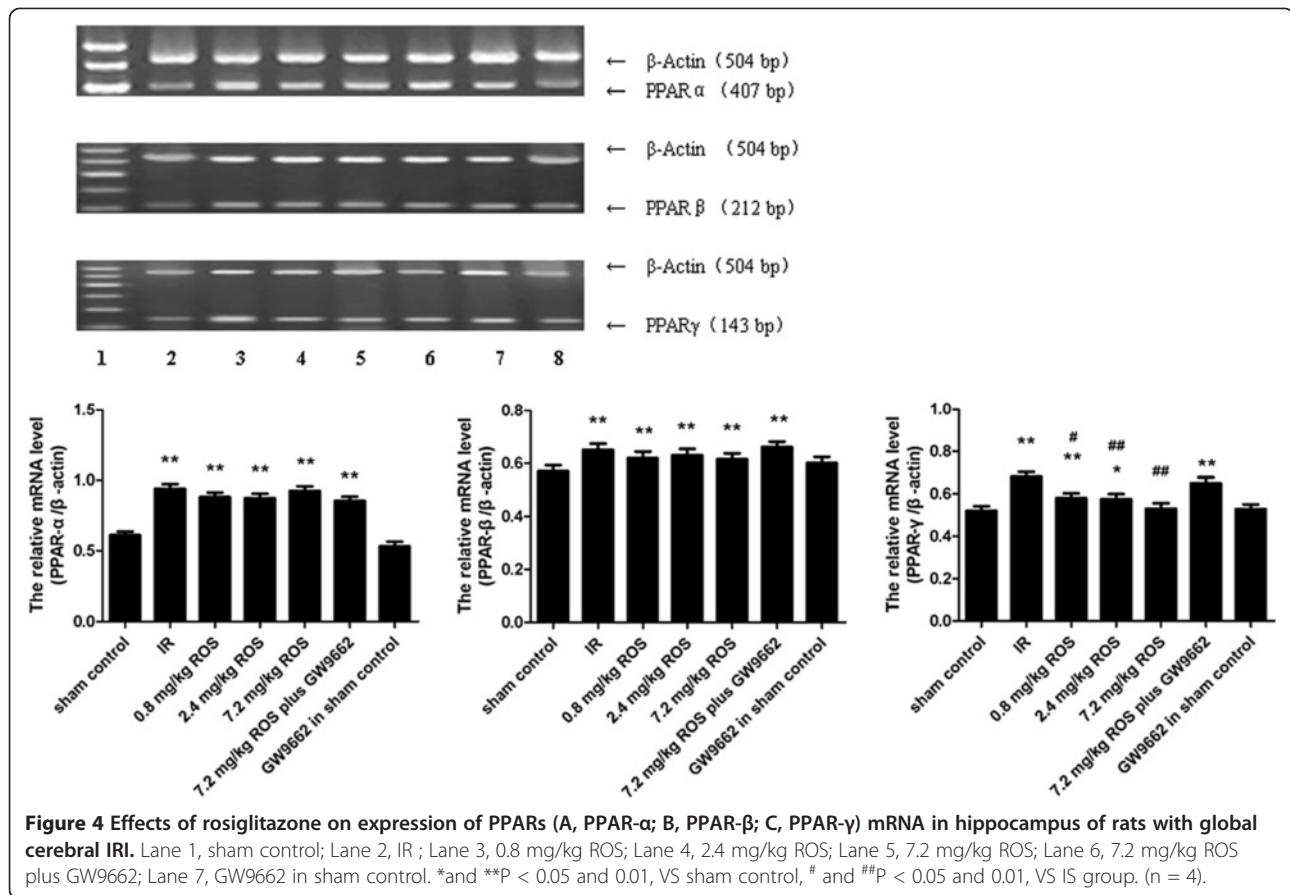 ← β-Actin (504 bp)
← PPARα (407 bp)
← β-Actin (504 bp)
← PPARβ (212 bp)
← β-Actin (504 bp)
← PPARγ (143 bp)
1 2 3 4 5 6 7 8
The relative mRNA level
(PPAR-α/β -actin)
1.5
1.0
0.5
0.0
** ** ** ** **
sham control
IR
0.8 mg/kg ROS
2.4 mg/kg ROS
7.2 mg/kg ROS
7.2 mg/kg ROS plus GW9662
GW9662 in sham control
The relative mRNA level
(PPAR-β/β -actin)
0.8
0.6
0.4
0.2
0.0
** ** ** ** **
sham control
IR
0.8 mg/kg ROS
2.4 mg/kg ROS
7.2 mg/kg ROS
7.2 mg/kg ROS plus GW9662
GW9662 in sham control
The relative mRNA level
(PPAR-γ/β -actin)
1.0
0.8
0.6
0.4
0.2
0.0
# ##
** ** * ## **
sham control
IR
0.8 mg/kg ROS
2.4 mg/kg ROS
7.2 mg/kg ROS
7.2 mg/kg ROS plus GW9662
GW9662 in sham control
Figure 4 Effects of rosiglitazone on expression of PPARs (A, PPAR-α; B, PPAR-β; C, PPAR-γ) mRNA in hippocampus of rats with global
cerebral IRI. Lane 1, sham control; Lane 2, IR ; Lane 3, 0.8 mg/kg ROS; Lane 4, 2.4 mg/kg ROS; Lane 5, 7.2 mg/kg ROS; Lane 6, 7.2 mg/kg ROS
plus GW9662; Lane 7, GW9662 in sham control. *and **P < 0.05 and 0.01, VS sham control, # and ##P < 0.05 and 0.01, VS IS group. (n = 4).